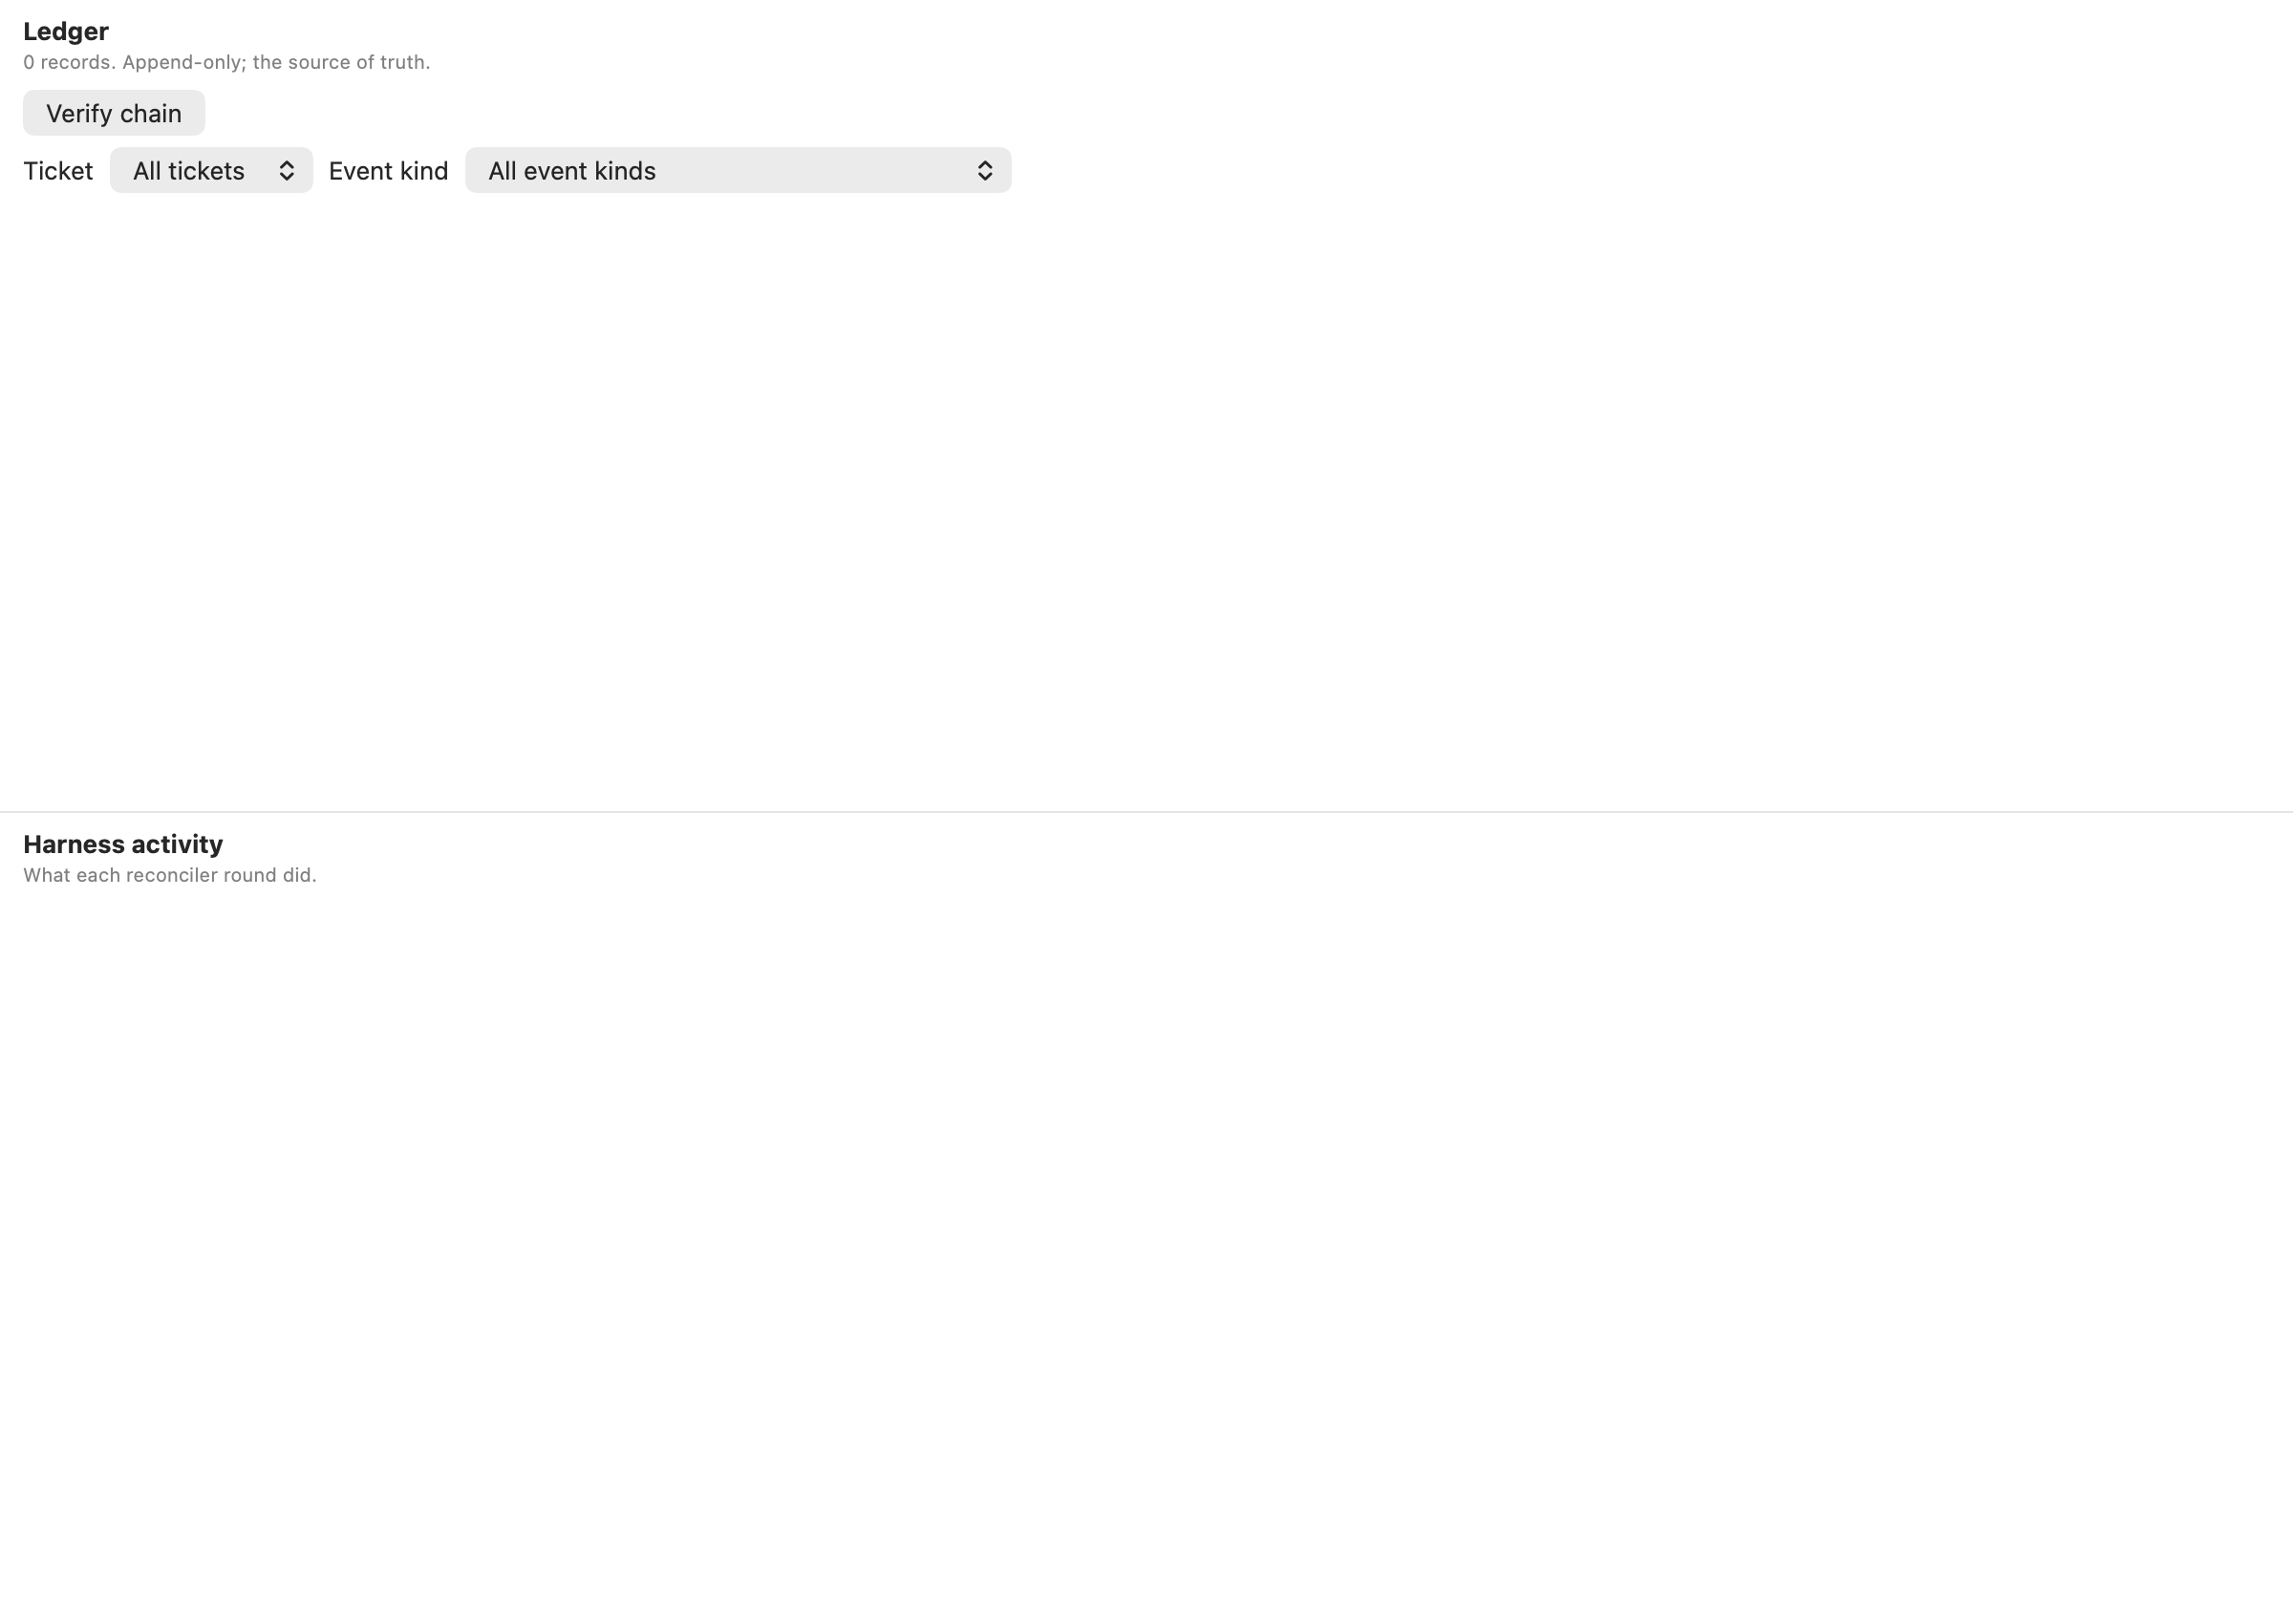 Ledger
0 records. Append-only; the source of truth.
Verify chain
Ticket All tickets Event kind All event kinds
Harness activity
What each reconciler round did.